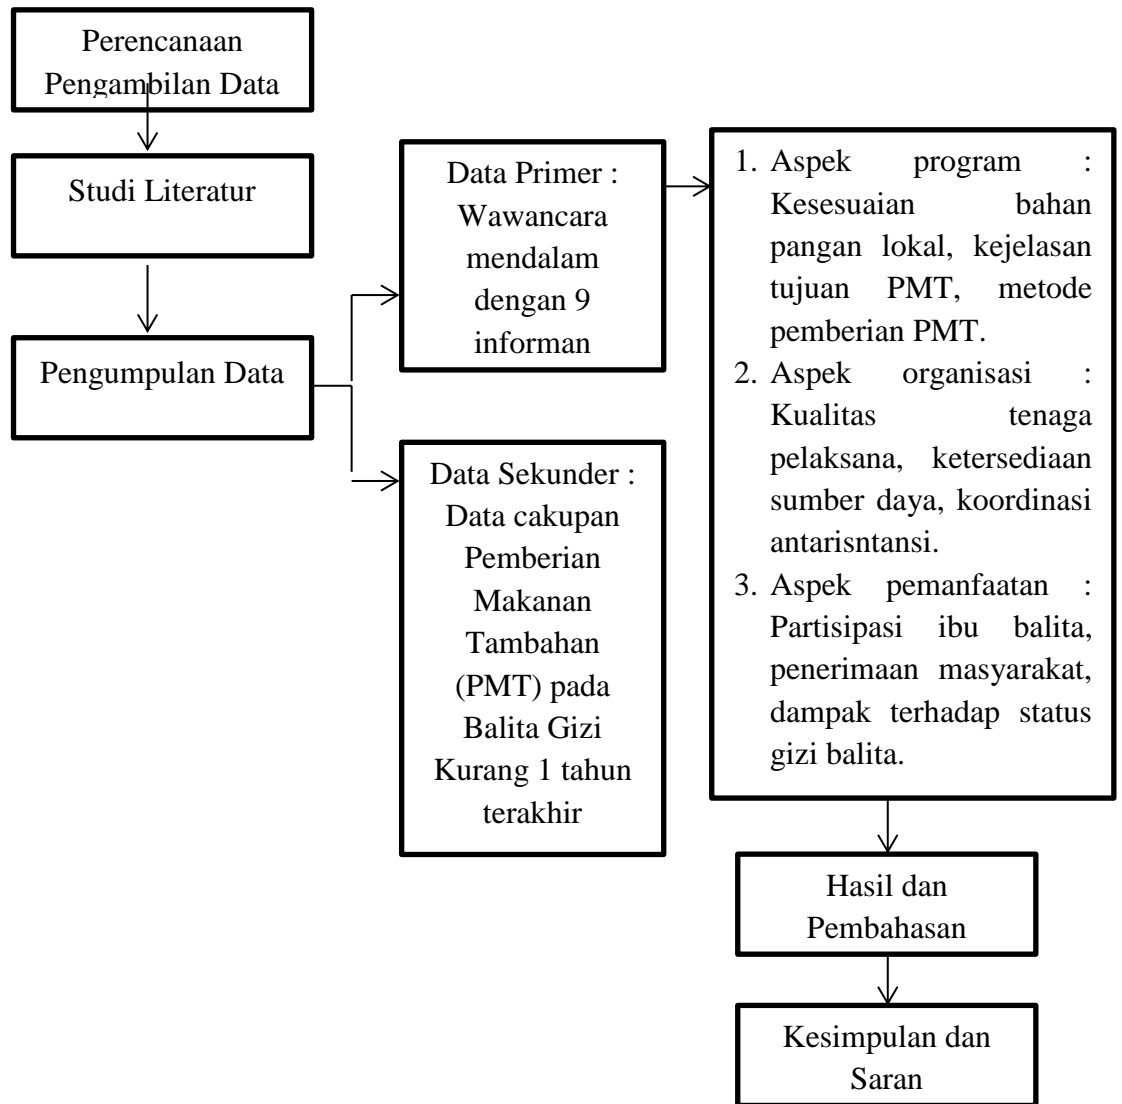 Perencanaan
Pengambilan Data
Studi Literatur
Pengumpulan Data
Data Primer :
Wawancara
mendalam
dengan 9
informan
Data Sekunder :
Data cakupan
Pemberian
Makanan
Tambahan
(PMT) pada
Balita Gizi
Kurang 1 tahun
terakhir
1. Aspek program :
Kesesuaian bahan
pangan lokal, kejelasan
tujuan PMT, metode
pemberian PMT.
2. Aspek organisasi :
Kualitas tenaga
pelaksana, ketersediaan
sumber daya, koordinasi
antarisntansi.
3. Aspek pemanfaatan :
Partisipasi ibu balita,
penerimaan masyarakat,
dampak terhadap status
gizi balita.
Hasil dan
Pembahasan
Kesimpulan dan
Saran